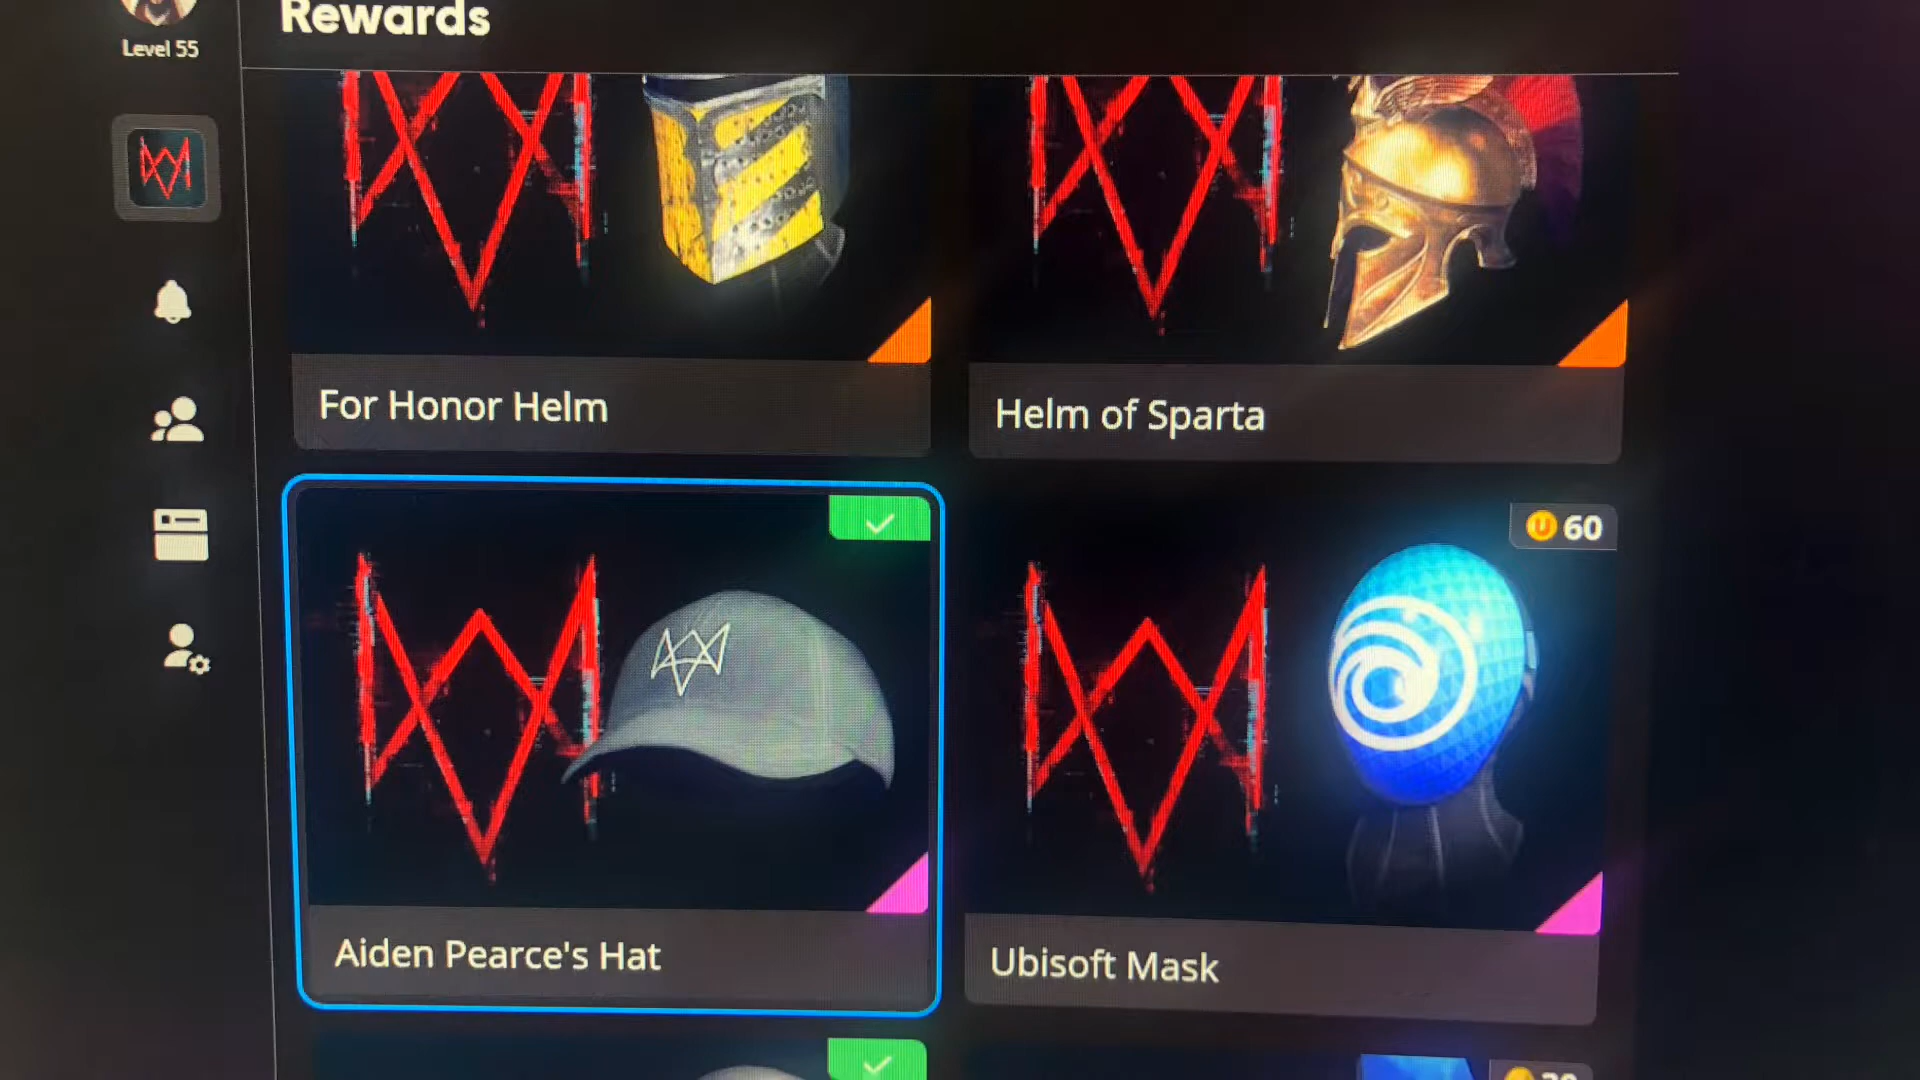 Rewards
Level 55
For Honor Helm
Helm of Sparta
60
Aiden Pearce's Hat
Ubisoft Mask